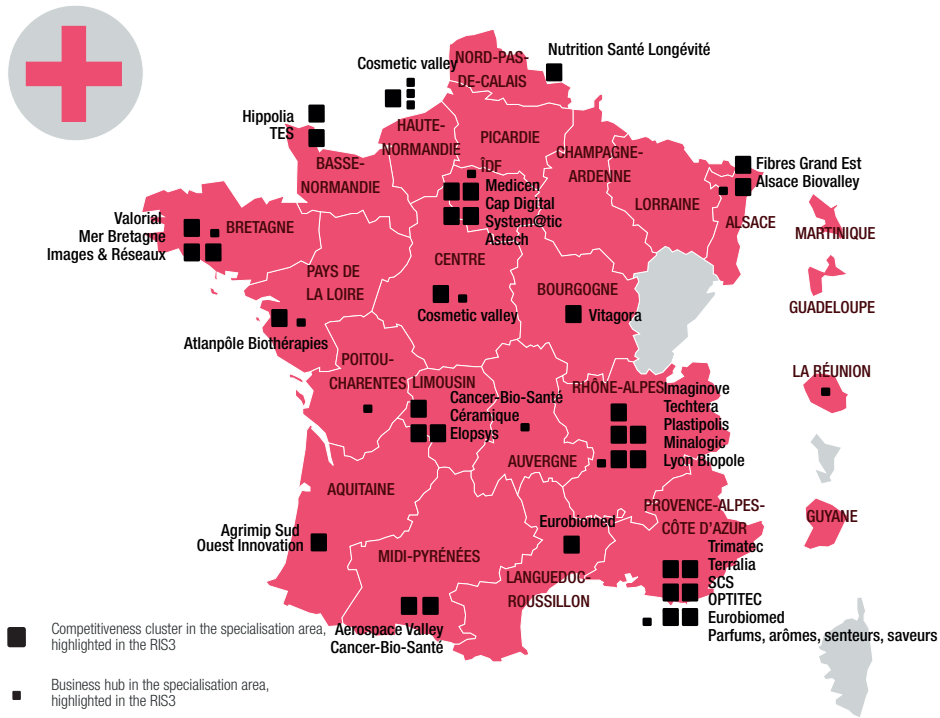 Nutrition Santé Longévité
NORD-PAS-
DE-CALAIS
Cosmetic valley
Hippolia
TES
HAUTE-
NORMANDIE
PICARDIE
BASSE-
NORMANDIE
ÎDF
CHAMPAGNE-
ARDENNE
Fibres Grand Est
Alsace Biovalley
LORRAINE
ALSACE
Medicen
Cap Digital
System@tic
Astech
Valorial
Mer Bretagne
Images & Réseaux
BRETAGNE
MARTINIQUE
PAYS DE
LA LOIRE
CENTRE
BOURGOGNE
GUADELOUPE
Cosmetic valley
Vitagora
Atlanpôle Biothérapies
POITOU-
CHARENTES
LIMOUSIN
Cancer-Bio-Santé
Céramique
Elopsys
RHÔNE-ALPES
Imaginove
Techtera
Plastipolis
Minalogic
Lyon Biopole
LA RÉUNION
AUVERGNE
AQUITAINE
PROVENCE-ALPES-
CÔTE D'AZUR
GUYANE
Agrimip Sud
Ouest Innovation
Eurobiomed
MIDI-PYRÉNÉES
LANGUEDOC-
ROUSSILLON
Trimatec
Terralia
SCS
OPTITEC
Eurobiomed
Parfums, arômes, senteurs, saveurs
Aerospace Valley
Cancer-Bio-Santé
Competitiveness cluster in the specialisation area,
highlighted in the RIS3
Business hub in the specialisation area,
highlighted in the RIS3